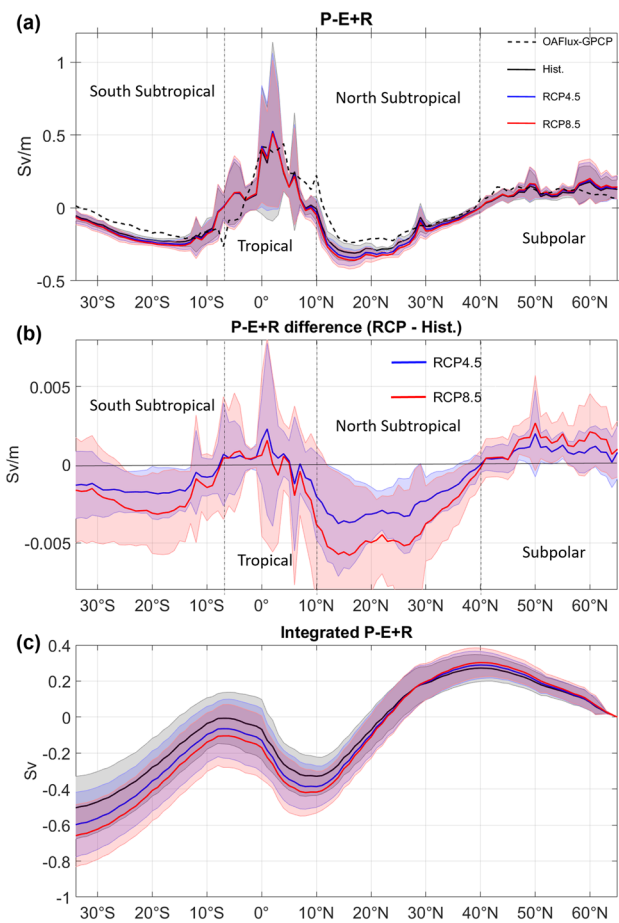 (a)
P-E+R
OAFlux-GPCP
Hist.
RCP4.5
RCP8.5
South Subtropical
North Subtropical
Tropical
Subpolar
Sv/m
1
0.5
0
-0.5
30°S 20°S 10°S 0° 10°N 20°N 30°N 40°N 50°N 60°N
(b)
P-E+R difference (RCP - Hist.)
RCP4.5
RCP8.5
South Subtropical
North Subtropical
Tropical
Subpolar
Sv/m
0.005
0
-0.005
30°S 20°S 10°S 0° 10°N 20°N 30°N 40°N 50°N 60°N
(c)
Integrated P-E+R
Sv
0.4
0.2
0
-0.2
-0.4
-0.6
-0.8
-1
30°S 20°S 10°S 0° 10°N 20°N 30°N 40°N 50°N 60°N